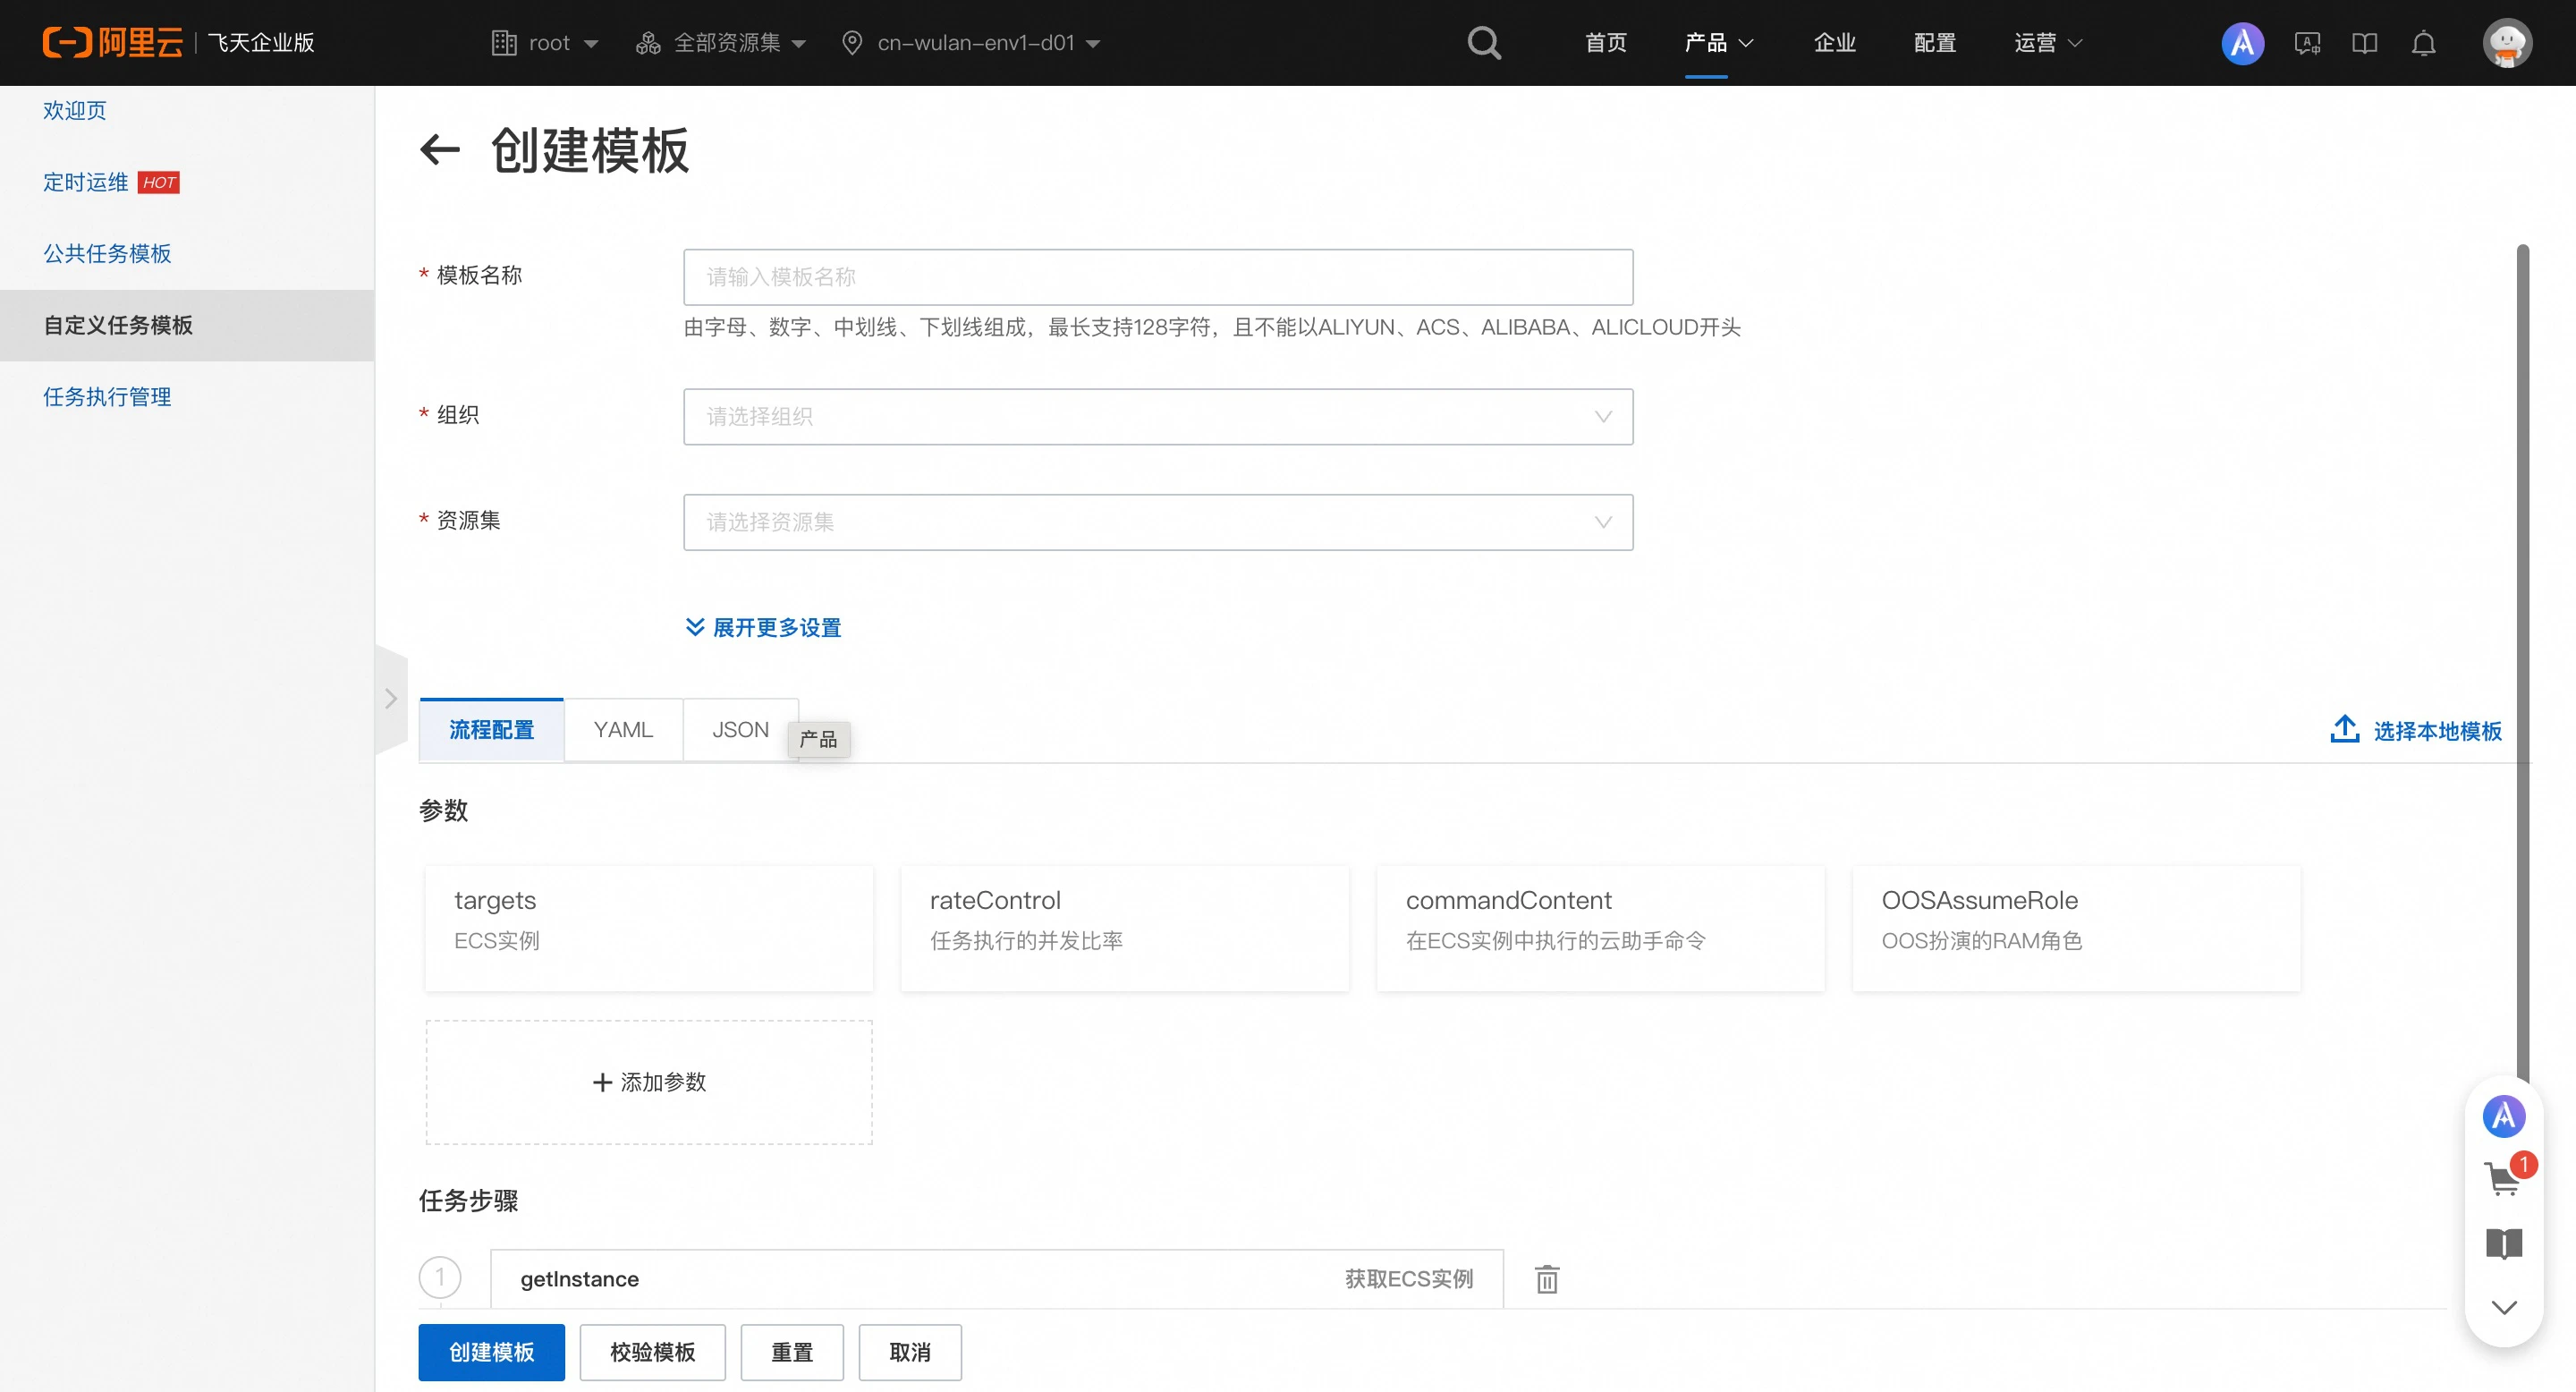 阿里云 | 飞天企业版 root 全部资源集 cn-wulan-env1-d01 首页 产品 企业 配置 运营
欢迎页
定时运维 HOT
公共任务模板
自定义任务模板
任务执行管理
创建模板
* 模板名称
请输入模板名称
由字母、数字、中划线、下划线组成，最长支持128字符，且不能以ALIYUN、ACS、ALIBABA、ALICLOUD开头
* 组织
请选择组织
* 资源集
请选择资源集
展开更多设置
流程配置 YAML JSON
产品
选择本地模板
参数
targets
ECS实例
rateControl
任务执行的并发比率
commandContent
在ECS实例中执行的云助手命令
OOSAssumeRole
OOS扮演的RAM角色
+ 添加参数
任务步骤
1 getInstance 获取ECS实例
创建模板 校验模板 重置 取消
1